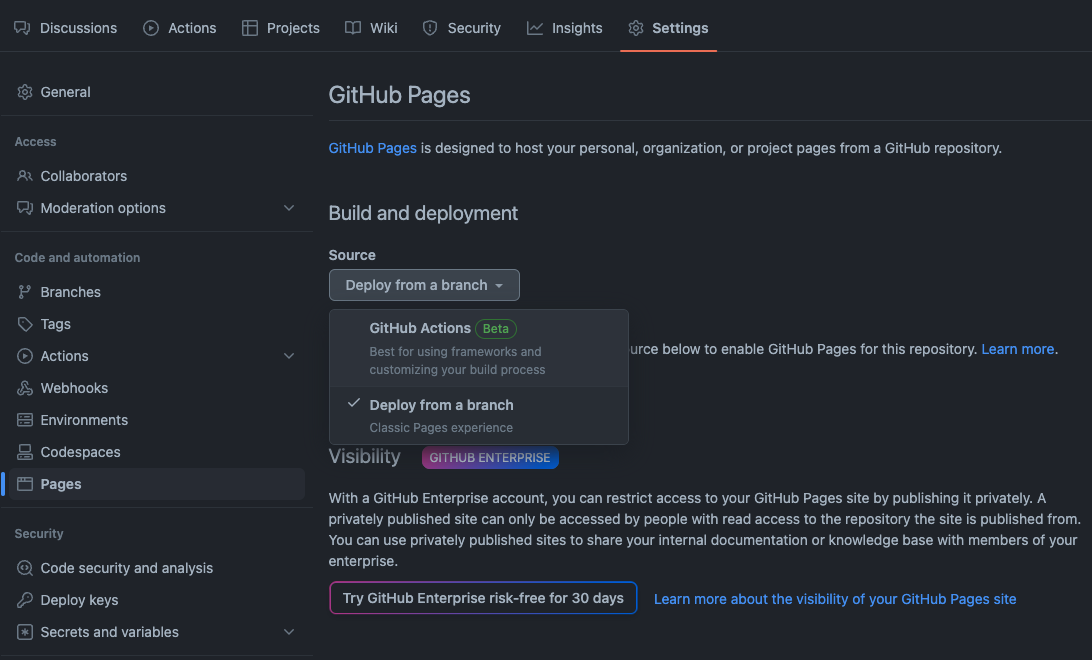 Discussions
Actions
Projects
Wiki
Security
Insights
Settings
General
Access
Collaborators
Moderation options
Code and automation
Branches
Tags
Actions
Webhooks
Environments
Codespaces
Pages
Security
Code security and analysis
Deploy keys
Secrets and variables
GitHub Pages
GitHub Pages is designed to host your personal, organization, or project pages from a GitHub repository.
Build and deployment
Source
Deploy from a branch
GitHub Actions Beta
Best for using frameworks and
customizing your build process
below to enable GitHub Pages for this repository. Learn more.
Deploy from a branch
Classic Pages experience
Visibility GITHUB ENTERPRISE
With a GitHub Enterprise account, you can restrict access to your GitHub Pages site by publishing it privately. A
privately published site can only be accessed by people with read access to the repository the site is published from.
You can use privately published sites to share your internal documentation or knowledge base with members of your
enterprise.
Try GitHub Enterprise risk-free for 30 days
Learn more about the visibility of your GitHub Pages site